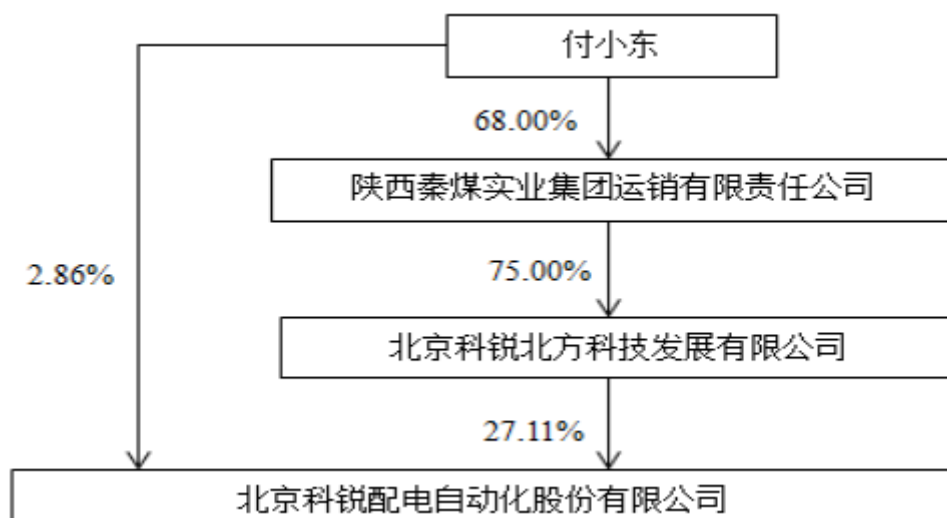 付小东
68.00%
陕西秦煤实业集团运销有限责任公司
2.86%
75.00%
北京科锐北方科技发展有限公司
27.11%
北京科锐配电自动化股份有限公司